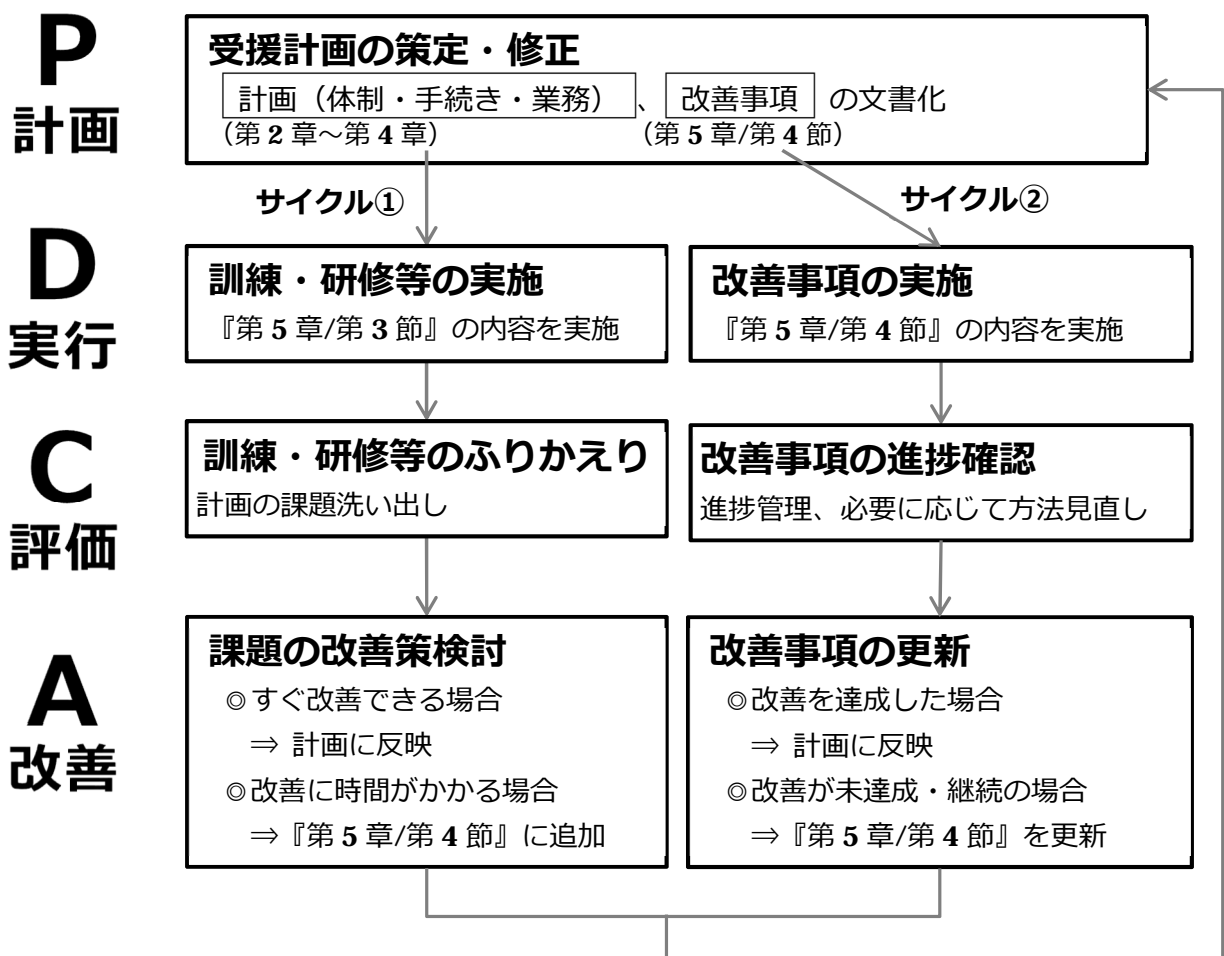 P
計画
受援計画の策定・修正
計画（体制・手続き・業務）、改善事項 の文書化
（第 2 章～第 4 章）　（第 5 章/第 4 節）
サイクル①
サイクル②
D
実行
訓練・研修等の実施
『第 5 章/第 3 節』の内容を実施
改善事項の実施
『第 5 章/第 4 節』の内容を実施
C
評価
訓練・研修等のふりかえり
計画の課題洗い出し
改善事項の進捗確認
進捗管理、必要に応じて方法見直し
A
改善
課題の改善策検討
◎すぐ改善できる場合
⇒ 計画に反映
◎改善に時間がかかる場合
⇒『第 5 章/第 4 節』に追加
改善事項の更新
◎改善を達成した場合
⇒ 計画に反映
◎改善が未達成・継続の場合
⇒『第 5 章/第 4 節』を更新